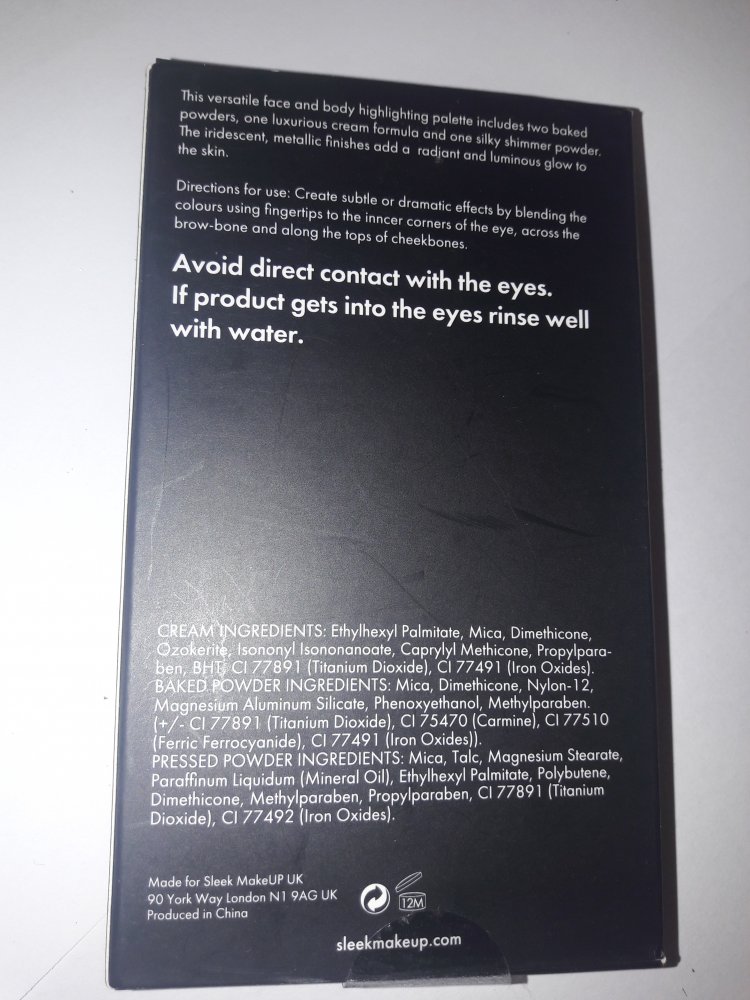 This versatile face and body highlighting palette includes two baked
powders, one luxurious cream formula and one silky shimmer powder.
The iridescent, metallic finishes add a radjant and luminous glow to
the skin.
Directions for use: Create subtle or dramatic effects by blending the
colours using fingertips to the inncer corners of the eye, across the
brow-bone and along the tops of cheekbones.
Avoid direct contact with the eyes.
If product gets into the eyes rinse well
with water.
CREAM INGREDIENTS: Ethylhexyl Palmitate, Mica, Dimethicone,
Ozokerite, Isononyl Isononanoate, Caprylyl Methicone, Propylpara-
ben, BHT, CI 77891 (Titanium Dioxide), CI 77491 (Iron Oxides).
BAKED POWDER INGREDIENTS: Mica, Dimethicone, Nylon-12,
Magnesium Aluminum Silicate, Phenoxyethanol, Methylparaben.
(+/- CI 77891 (Titanium Dioxide), CI 75470 (Carmine), CI 77510
(Ferric Ferrocyanide), CI 77491 (Iron Oxides)).
PRESSED POWDER INGREDIENTS: Mica, Talc, Magnesium Stearate,
Paraffinum Liquidum (Mineral Oil), Ethylhexyl Palmitate, Polybutene,
Dimethicone, Methylparaben, Propylparaben, CI 77891 (Titanium
Dioxide), CI 77492 (Iron Oxides).
Made for Sleek MakeUP UK
90 York Way London N1 9AG UK
Produced in China
12M
sleekmakeup.com